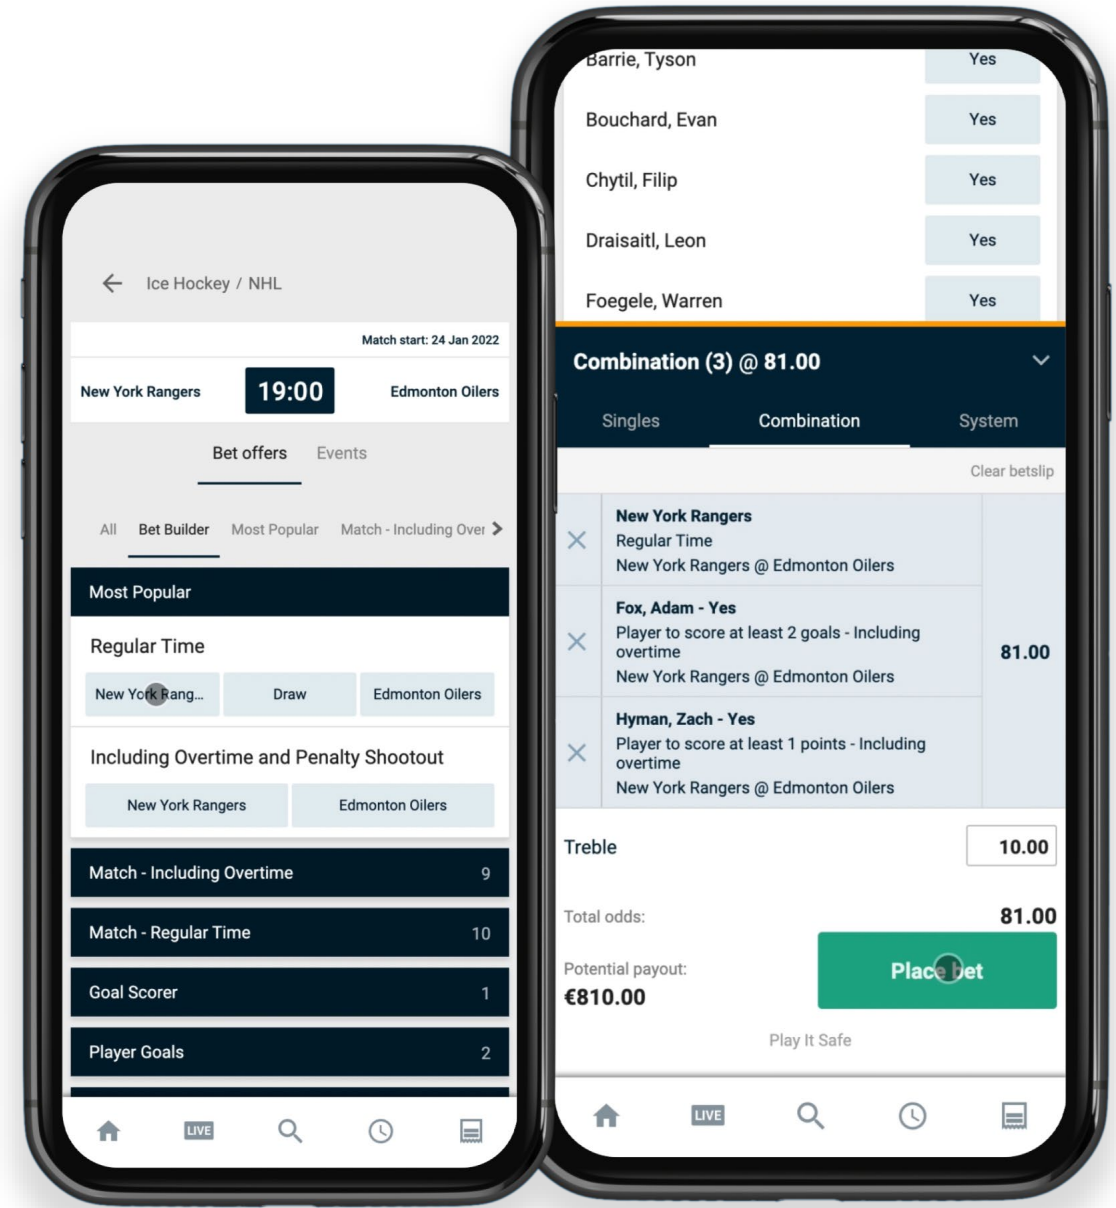 Ice Hockey / NHL
Match start: 24 Jan 2022
New York Rangers
19:00
Edmonton Oilers
Bet offers
Events
All
Bet Builder
Most Popular
Match - Including Over
Most Popular
Regular Time
New York Rang...
Draw
Edmonton Oilers
Including Overtime and Penalty Shootout
New York Rangers
Edmonton Oilers
Match - Including Overtime 9
Match - Regular Time 10
Goal Scorer 1
Player Goals 2
LIVE
Barrie, Tyson Yes
Bouchard, Evan Yes
Chytil, Filip Yes
Draisaitl, Leon Yes
Foegele, Warren Yes
Combination (3) @ 81.00
Singles
Combination
System
Clear betslip
New York Rangers
Regular Time
New York Rangers @ Edmonton Oilers
Fox, Adam - Yes
Player to score at least 2 goals - Including
overtime
New York Rangers @ Edmonton Oilers
81.00
Hyman, Zach - Yes
Player to score at least 1 points - Including
overtime
New York Rangers @ Edmonton Oilers
Treble 10.00
Total odds: 81.00
Potential payout:
€810.00
Place bet
Play It Safe
LIVE